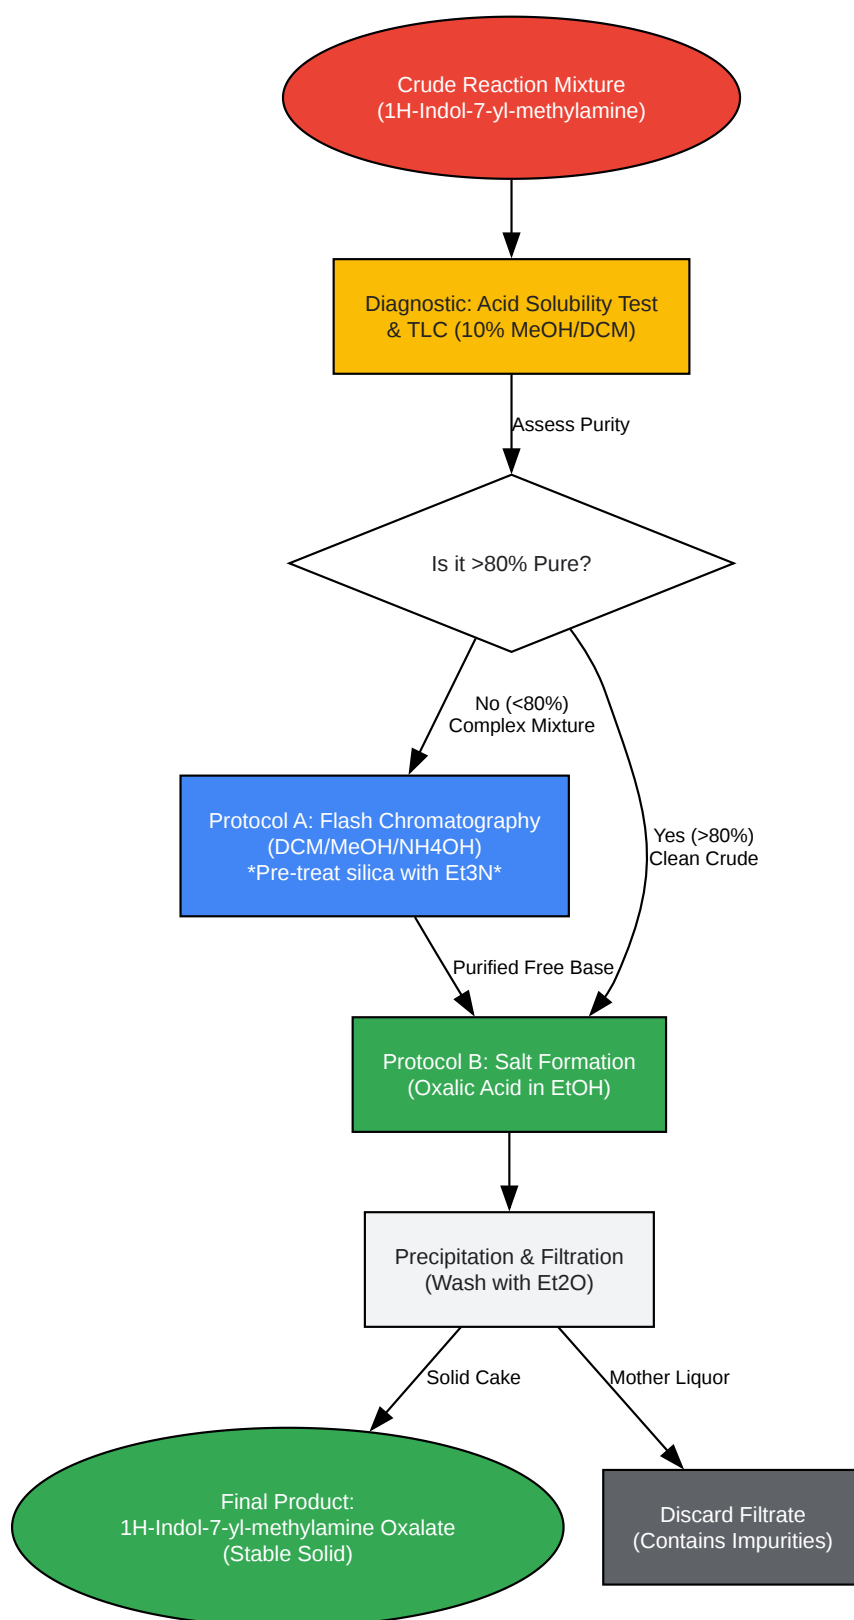 Crude Reaction Mixture
(1H-Indol-7-yl-methylamine)
Diagnostic: Acid Solubility Test
& TLC (10% MeOH/DCM)
Assess Purity
Is it >80% Pure?
No (<80%)
Complex Mixture
Protocol A: Flash Chromatography
(DCM/MeOH/NH4OH)
*Pre-treat silica with Et3N*
Yes (>80%)
Clean Crude
Purified Free Base
Protocol B: Salt Formation
(Oxalic Acid in EtOH)
Precipitation & Filtration
(Wash with Et2O)
Solid Cake
Mother Liquor
Final Product:
1H-Indol-7-yl-methylamine Oxalate
(Stable Solid)
Discard Filtrate
(Contains Impurities)